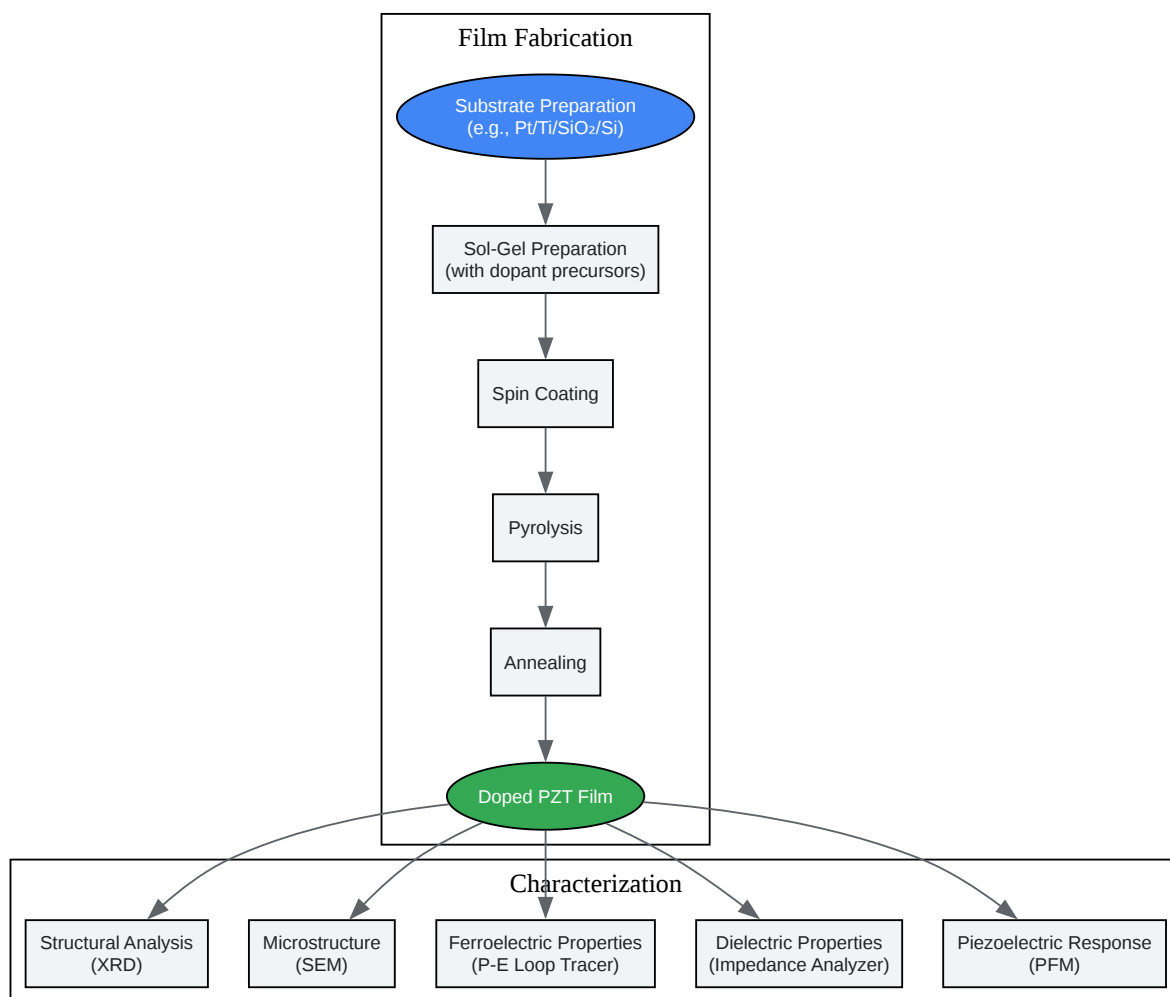 Film Fabrication
Substrate Preparation
(e.g., Pt/Ti/SiO₂/Si)
Sol-Gel Preparation
(with dopant precursors)
Spin Coating
Pyrolysis
Annealing
Doped PZT Film
Characterization
Structural Analysis
(XRD)
Microstructure
(SEM)
Ferroelectric Properties
(P-E Loop Tracer)
Dielectric Properties
(Impedance Analyzer)
Piezoelectric Response
(PFM)